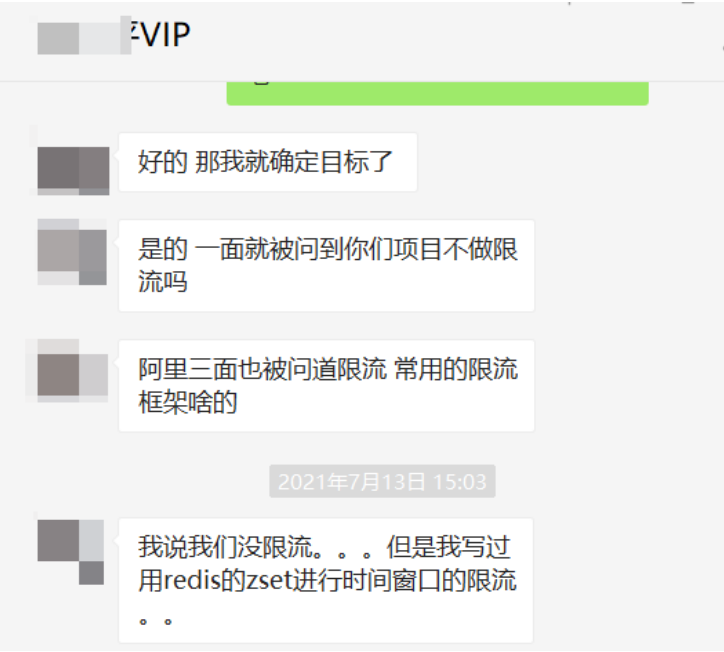 VIP
好的 那我就确定目标了
是的 一面就被问到你们项目不做限
流吗
阿里三面也被问道限流 常用的限流
框架啥的
2021年7月13日 15:03
我说我们没限流。。。但是我写过
用redis的zset进行时间窗口的限流
。。